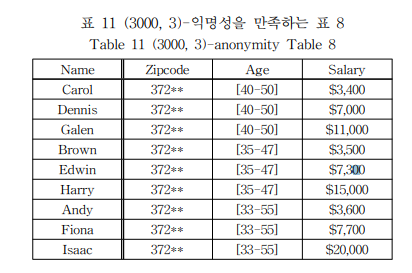 표 11 (3000, 3)-익명성을 만족하는 표 8
Table 11 (3000, 3)-anonymity Table 8
Name Zipcode Age Salary
Carol 372** [40-50] $3,400
Dennis 372** [40-50] $7,000
Galen 372** [40-50] $11,000
Brown 372** [35-47] $3,500
Edwin 372** [35-47]
Harry 372** [35-47] $15,000
Andy 372** [33-55] $3,600
Fiona 372** [33-55] $7,700
Isaac 372** [33-55] $20,000